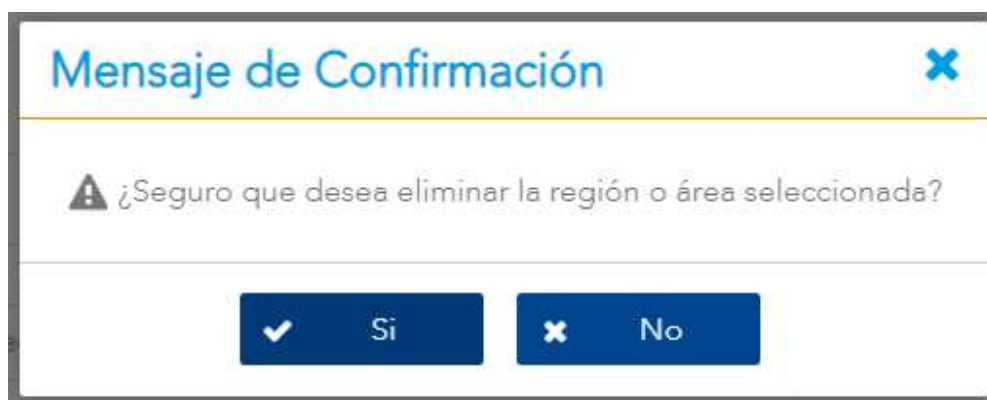 Mensaje de Confirmación
¿Seguro que desea eliminar la región o área seleccionada?
Si
No